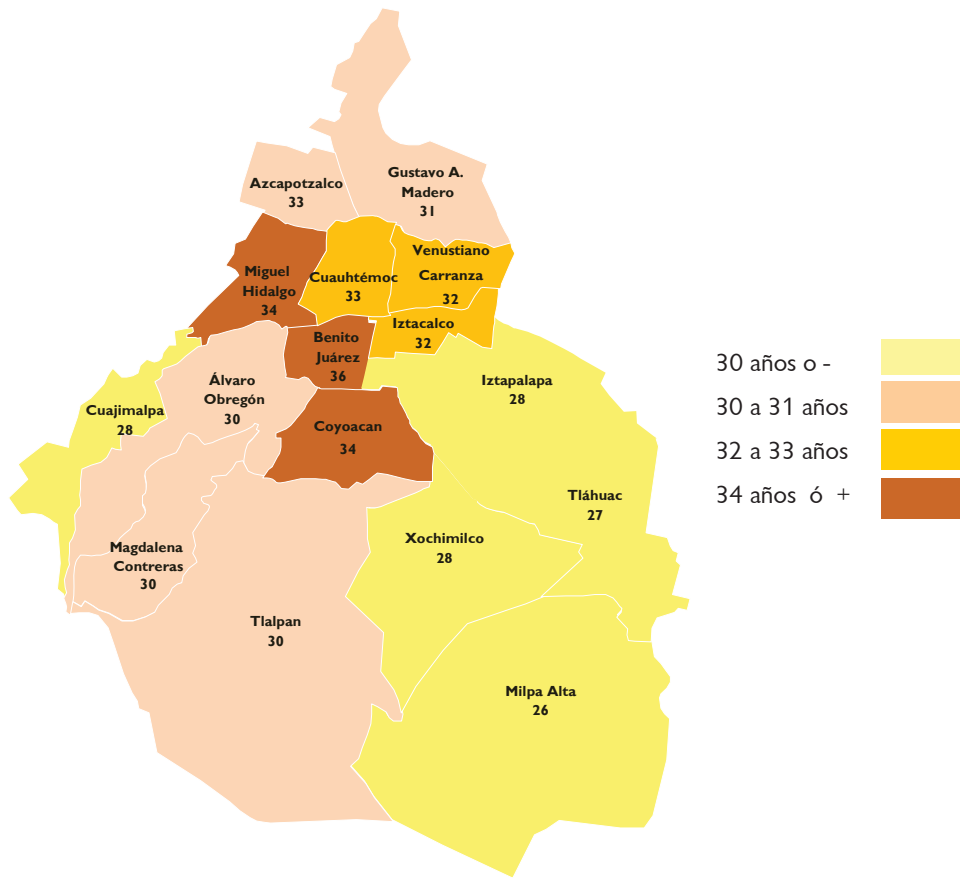 Azcapotzalco
33
Gustavo A.
Madero
31
Miguel
Hidalgo
34
Cuauhtémoc
33
Venustiano
Carranza
32
Iztacalco
32
Benito
Juárez
36
Cuajimalpa
28
Álvaro
Obregón
30
Coyoacan
34
Iztapalapa
28
Tláhuac
27
Xochimilco
28
Magdalena
Contreras
30
Tlalpan
30
Milpa Alta
26
30 años o -
30 a 31 años
32 a 33 años
34 años ó +